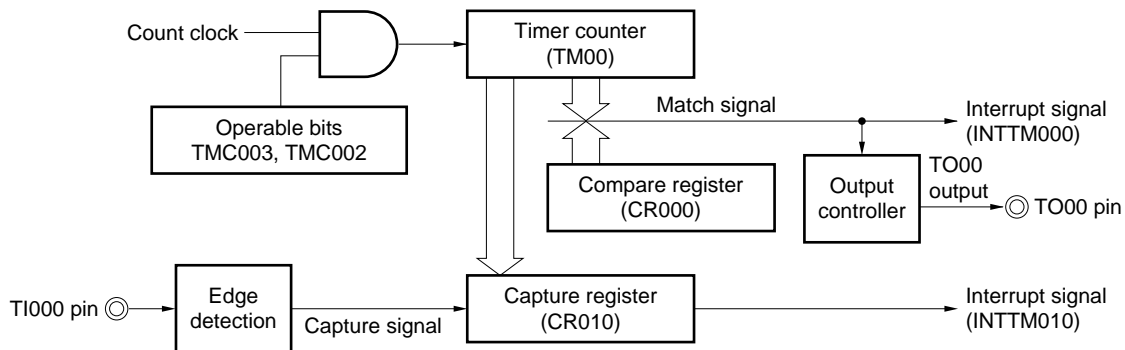 Count clock
Timer counter
(TM00)
Operable bits
TMC003, TMC002
Match signal
Interrupt signal
(INTTM000)
Compare register
(CR000)
Output
controller
TO00
output
TO00 pin
TI000 pin
Edge
detection
Capture signal
Capture register
(CR010)
Interrupt signal
(INTTM010)